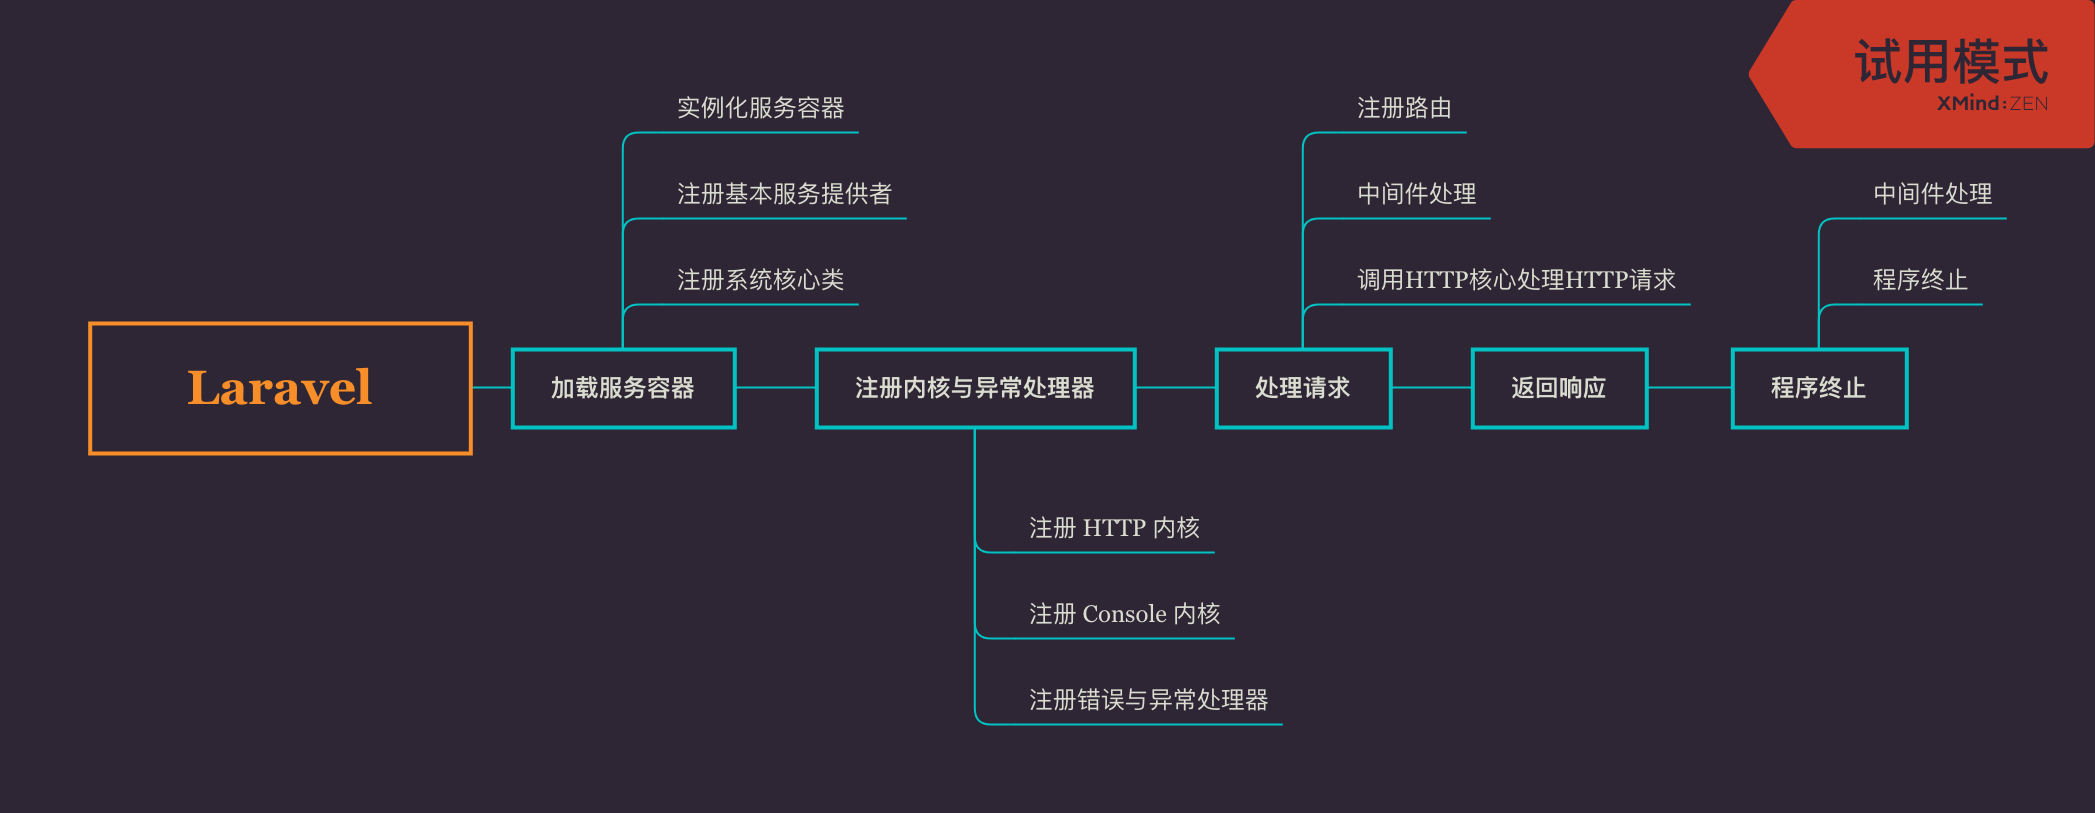 试用模式
XMind:ZEN
Laravel
加载服务容器
实例化服务容器
注册基本服务提供者
注册系统核心类
注册内核与异常处理器
注册 HTTP 内核
注册 Console 内核
注册错误与异常处理器
处理请求
注册路由
中间件处理
调用HTTP核心处理HTTP请求
返回响应
程序终止
中间件处理
程序终止